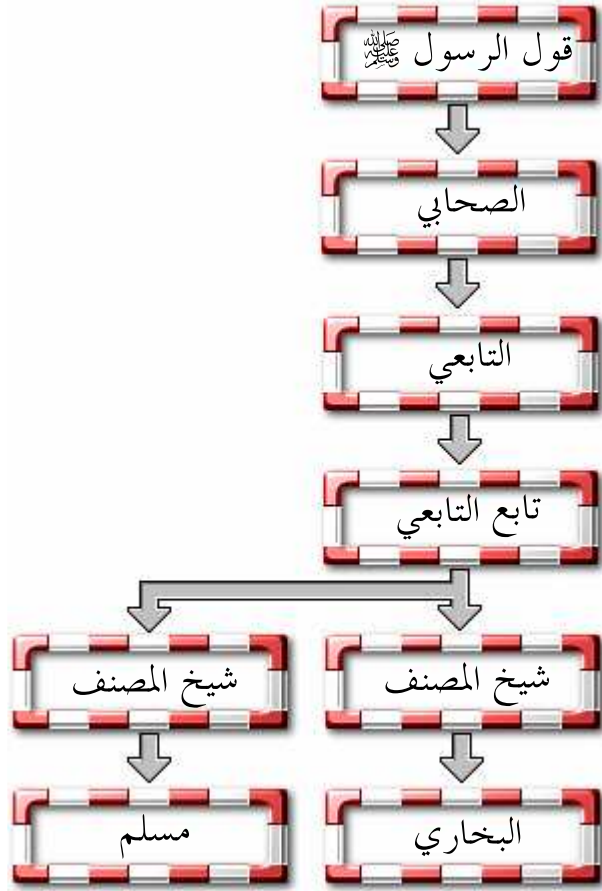 قول الرسول ﷺ
الصحابي
التابعي
تابع التابعي
شيخ المصنف
شيخ المصنف
البخاري
مسلم